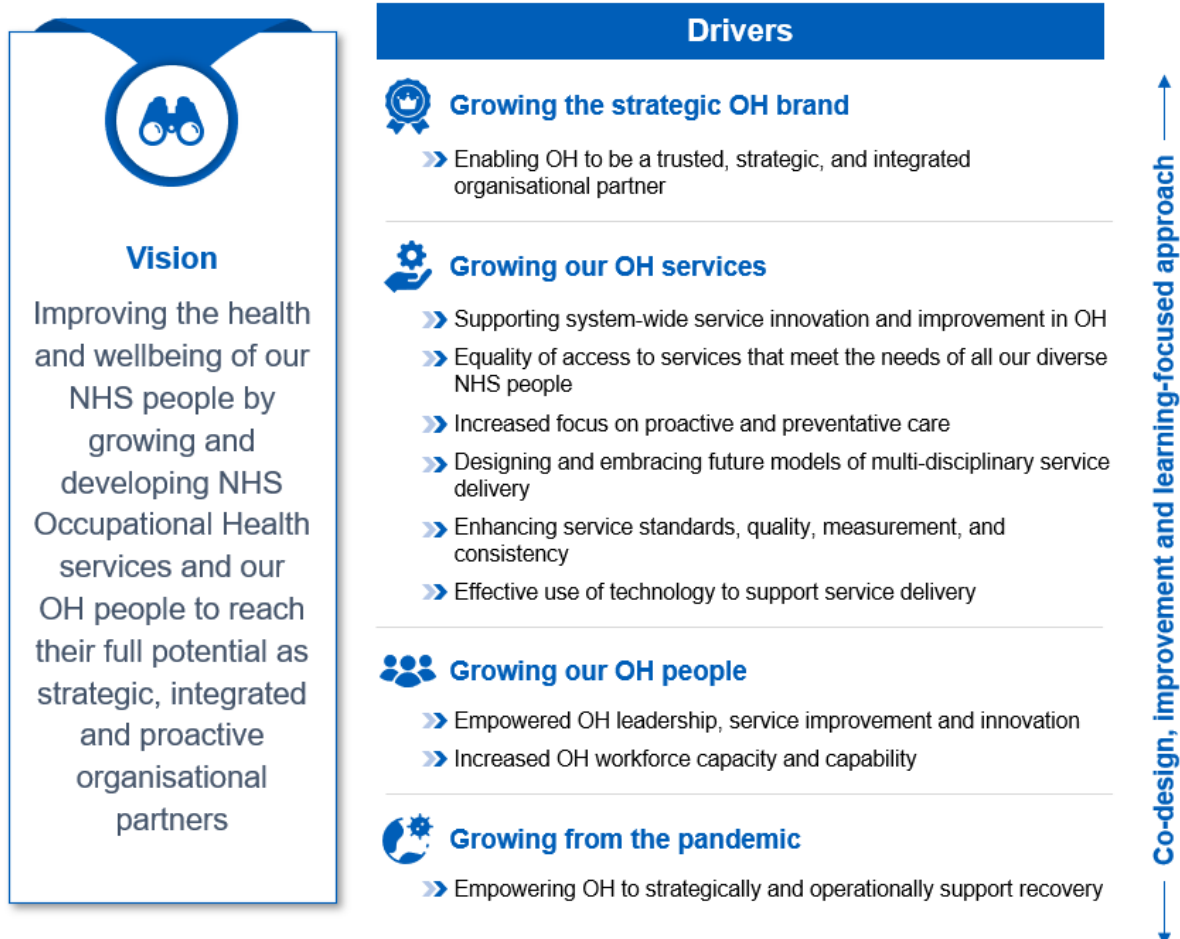 Vision
Improving the health
and wellbeing of our
NHS people by
growing and
developing NHS
Occupational Health
services and our
OH people to reach
their full potential as
strategic, integrated
and proactive
organisational
partners
Drivers
Growing the strategic OH brand
Enabling OH to be a trusted, strategic, and integrated
organisational partner
Growing our OH services
Supporting system-wide service innovation and improvement in OH
Equality of access to services that meet the needs of all our diverse
NHS people
Increased focus on proactive and preventative care
Designing and embracing future models of multi-disciplinary service
delivery
Enhancing service standards, quality, measurement, and
consistency
Effective use of technology to support service delivery
Growing our OH people
Empowered OH leadership, service improvement and innovation
Increased OH workforce capacity and capability
Growing from the pandemic
Empowering OH to strategically and operationally support recovery
Co-design, improvement and learning-focused approach